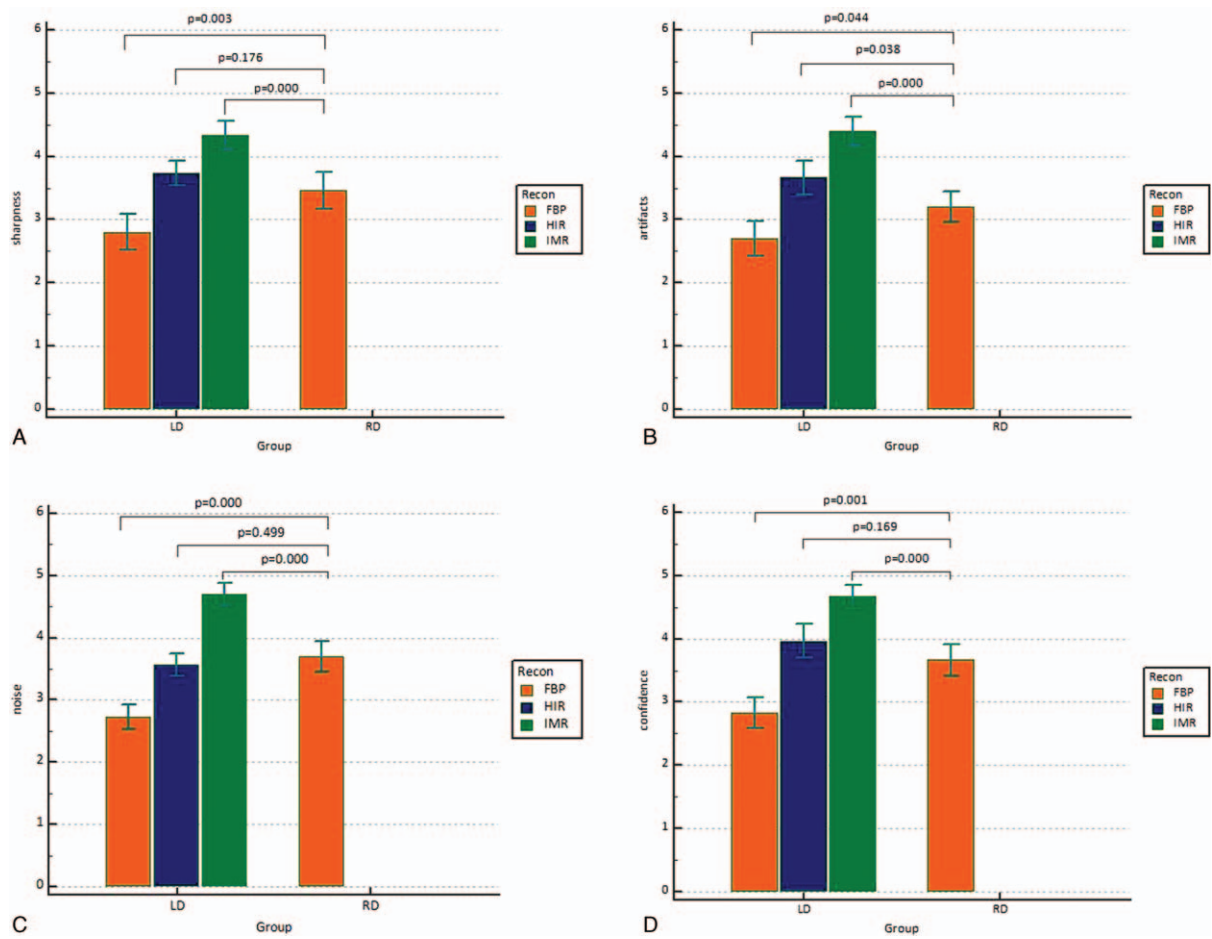 p=0.003
6
p=0.176
5
p=0.000
4
sharpness
3
2
1
0
LD
RD
Group
Recon
FBP
HIR
IMR
A
p=0.044
6
p=0.038
5
p=0.000
4
artifacts
3
2
1
0
LD
RD
Group
Recon
FBP
HIR
IMR
B
p=0.000
6
p=0.499
5
p=0.000
4
noise
3
2
1
0
LD
RD
Group
Recon
FBP
HIR
IMR
C
p=0.001
6
p=0.169
5
p=0.000
4
confidence
3
2
1
0
LD
RD
Group
Recon
FBP
HIR
IMR
D